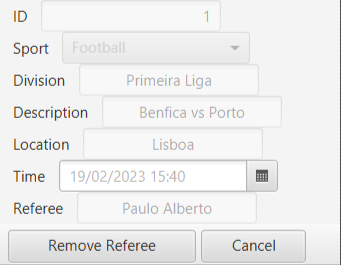 ID 1
Sport Football
Division Primeira Liga
Description Benfica vs Porto
Location Lisboa
Time 19/02/2023 15:40
Referee Paulo Alberto
Remove Referee Cancel